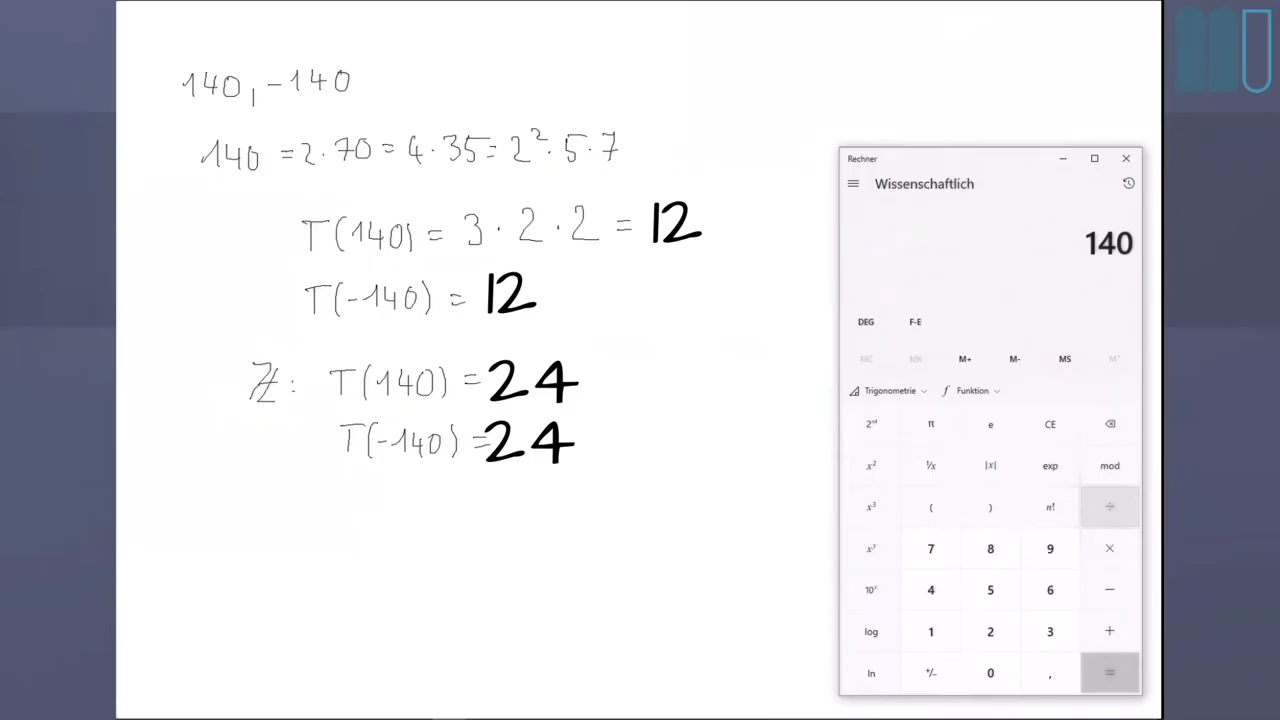 140, -140
140 = 2 · 70 = 4 · 35 = 2² · 5 · 7
T(140) = 3 · 2 · 2 = 12
T(-140) = 12
ℤ: T(140) = 24
T(-140) = 24
Rechner
Wissenschaftlich
140
DEG F-E
MC MR M+ M- MS M˅
Trigonometrie ƒ Funktion
2ⁿᵈ π e CE
x² ¹/x |x| exp mod
x³ ( ) n! ÷
xʸ 7 8 9 ×
10ˣ 4 5 6 −
log 1 2 3 +
ln +/− 0 , =